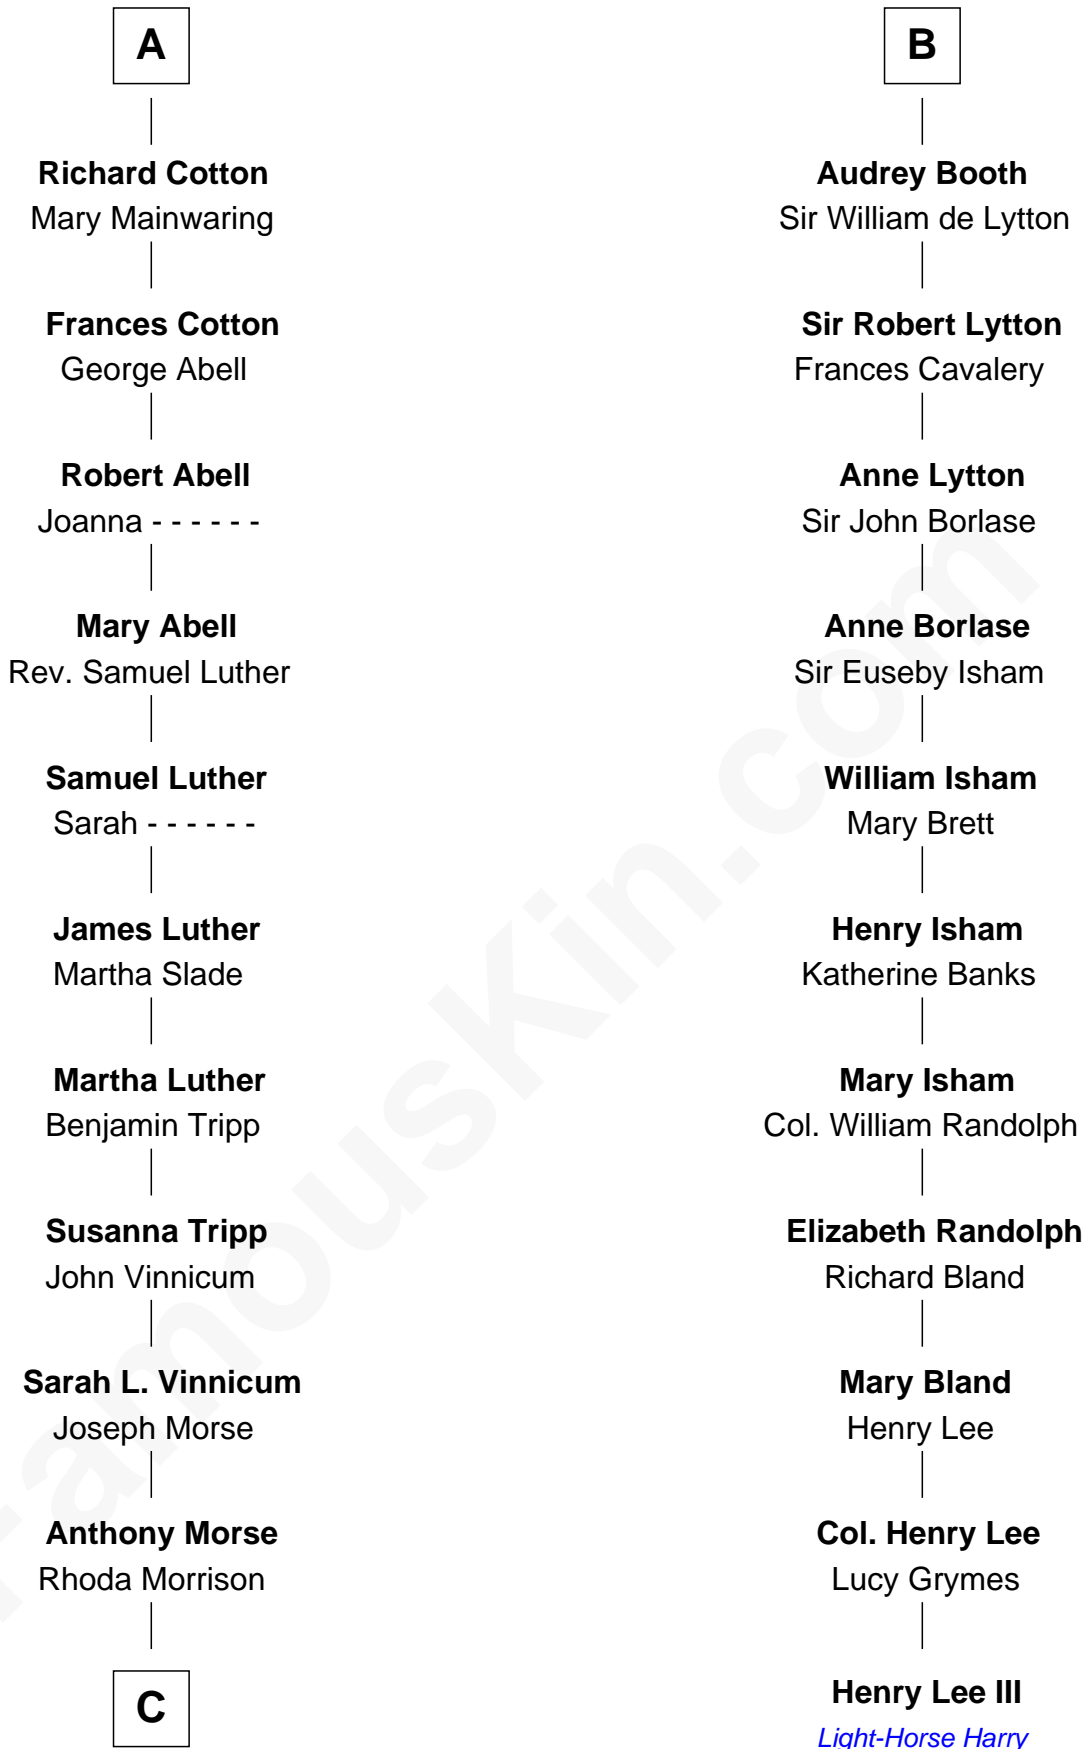 A
Richard Cotton
Mary Mainwaring
Frances Cotton
George Abell
Robert Abell
Joanna - - - - - -
Mary Abell
Rev. Samuel Luther
Samuel Luther
Sarah - - - - - -
James Luther
Martha Slade
Martha Luther
Benjamin Tripp
Susanna Tripp
John Vinnicum
Sarah L. Vinnicum
Joseph Morse
Anthony Morse
Rhoda Morrison
C
B
Audrey Booth
Sir William de Lytton
Sir Robert Lytton
Frances Cavalery
Anne Lytton
Sir John Borlase
Anne Borlase
Sir Euseby Isham
William Isham
Mary Brett
Henry Isham
Katherine Banks
Mary Isham
Col. William Randolph
Elizabeth Randolph
Richard Bland
Mary Bland
Henry Lee
Col. Henry Lee
Lucy Grymes
Henry Lee III
Light-Horse Harry
FamousKin.com